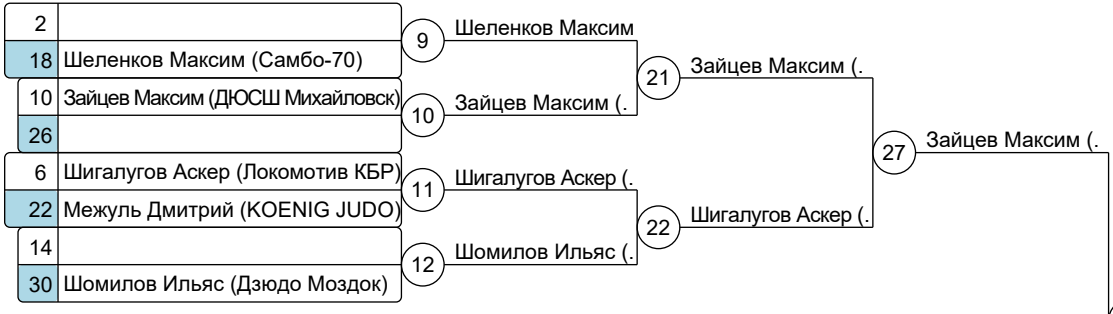 2
18 Шеленков Максим (Самбо-70)
10 Зайцев Максим (ДЮСШ Михайловск)
26
6 Шигалугов Аскер (Локомотив КБР)
22 Межуль Дмитрий (KOENIG JUDO)
14
30 Шомилов Ильяс (Дзюдо Моздок)
9 Шеленков Максим
10 Зайцев Максим (.
11 Шигалугов Аскер (.
12 Шомилов Ильяс (.
21 Зайцев Максим (.
22 Шигалугов Аскер (.
27 Зайцев Максим (.